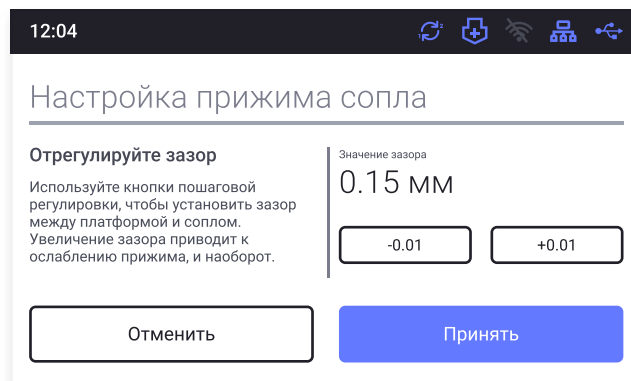 12:04
Настройка прижима сопла
Отрегулируйте зазор
Используйте кнопки пошаговой
регулировки, чтобы установить зазор
между платформой и соплом.
Увеличение зазора приводит к
ослаблению прижима, и наоборот.
Значение зазора
0.15 мм
-0.01
+0.01
Отменить
Принять